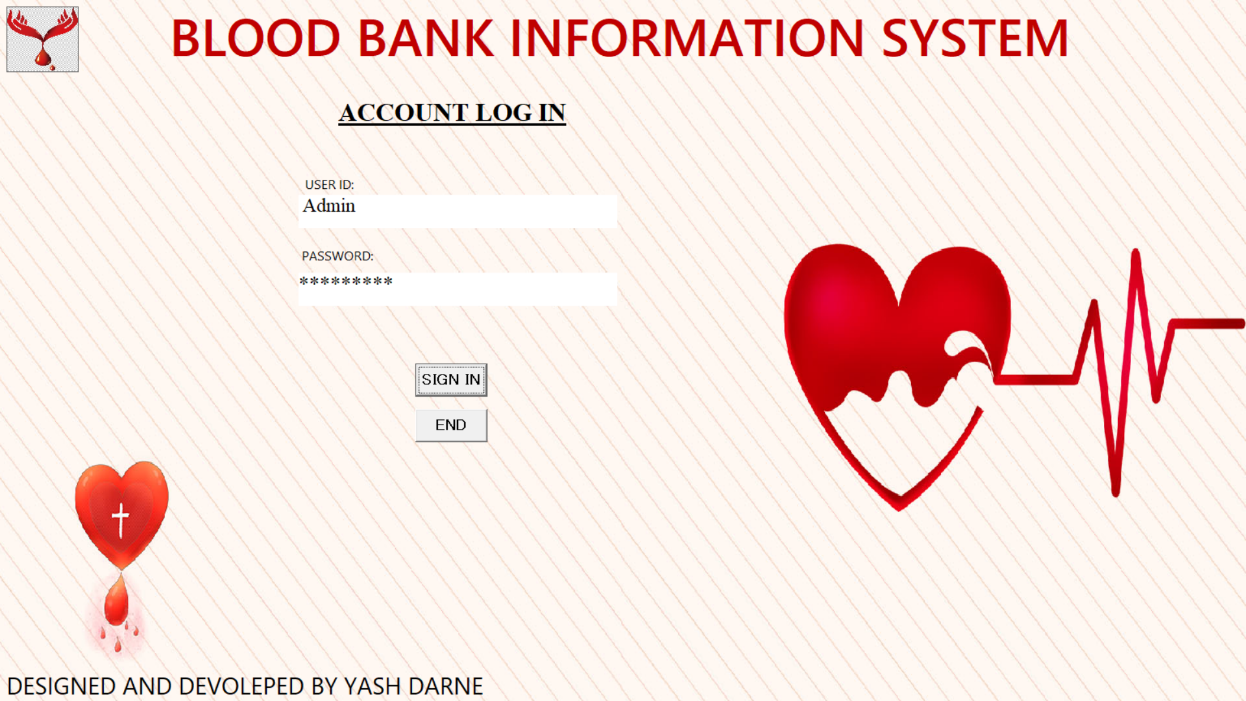 BLOOD BANK INFORMATION SYSTEM
ACCOUNT LOG IN
USER ID:
Admin
PASSWORD:
*********
SIGN IN
END
DESIGNED AND DEVOLEPED BY YASH DARNE